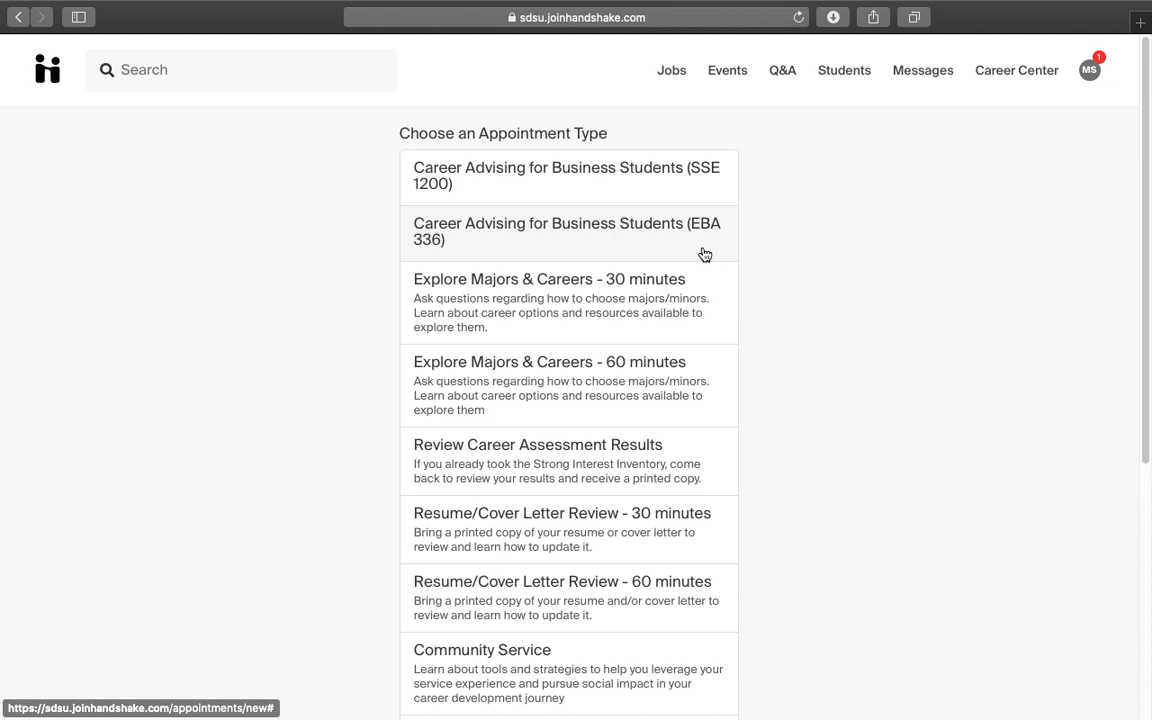 sdsu.joinhandshake.com
Search
Jobs
Events
Q&A
Students
Messages
Career Center
MS
1
Choose an Appointment Type
Career Advising for Business Students (SSE
1200)
Career Advising for Business Students (EBA
336)
Explore Majors & Careers - 30 minutes
Ask questions regarding how to choose majors/minors.
Learn about career options and resources available to
explore them.
Explore Majors & Careers - 60 minutes
Ask questions regarding how to choose majors/minors.
Learn about career options and resources available to
explore them
Review Career Assessment Results
If you already took the Strong Interest Inventory, come
back to review your results and receive a printed copy.
Resume/Cover Letter Review - 30 minutes
Bring a printed copy of your resume or cover letter to
review and learn how to update it.
Resume/Cover Letter Review - 60 minutes
Bring a printed copy of your resume and/or cover letter to
review and learn how to update it.
Community Service
Learn about tools and strategies to help you leverage your
service experience and pursue social impact in your
career development journey
https://sdsu.joinhandshake.com/appointments/new#